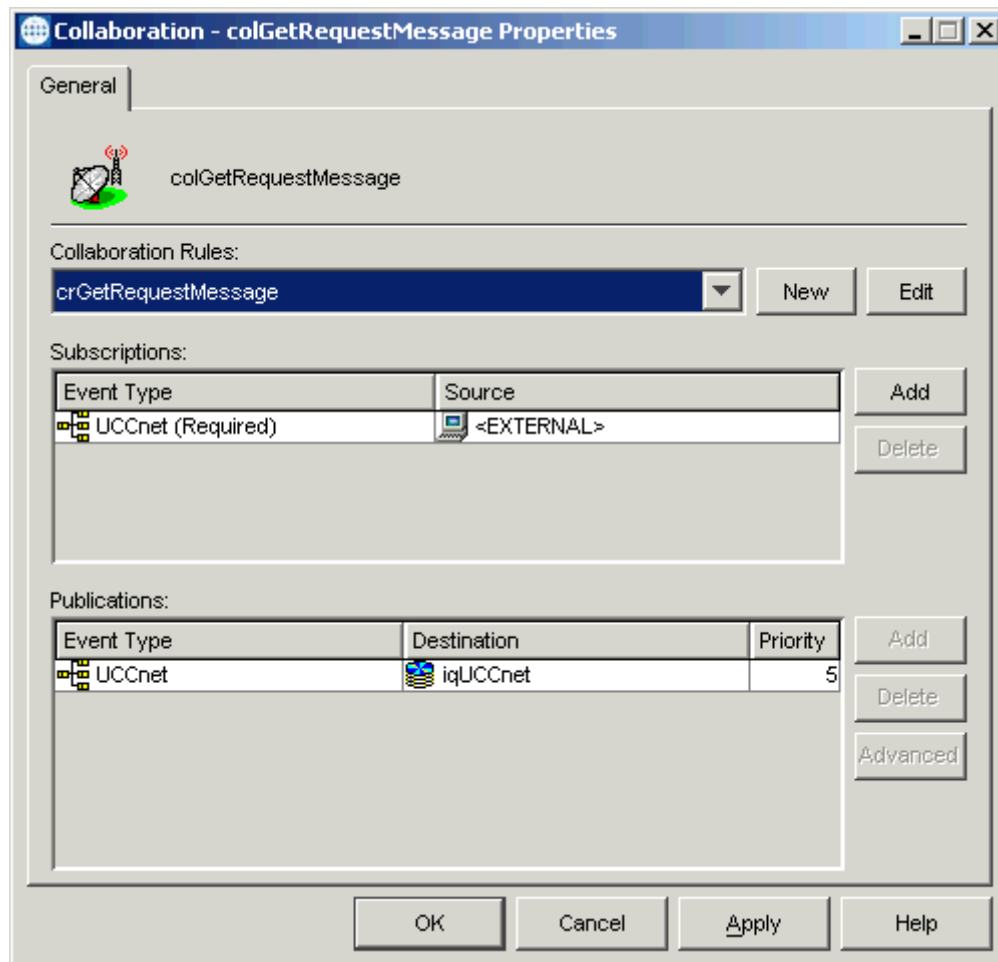 Collaboration - colGetRequestMessage Properties
General
colGetRequestMessage
Collaboration Rules:
crGetRequestMessage New Edit
Subscriptions:
Event Type Source Add
UCCnet (Required) <EXTERNAL>
Delete
Publications:
Event Type Destination Priority Add
UCCnet iqUCCnet 5
Delete
Advanced
OK Cancel Apply Help